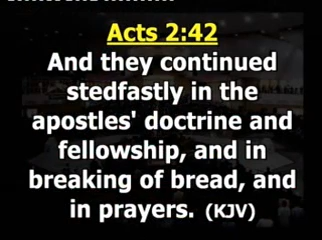 Acts 2:42
And they continued
stedfastly in the
apostles' doctrine and
fellowship, and in
breaking of bread, and
in prayers. (KJV)